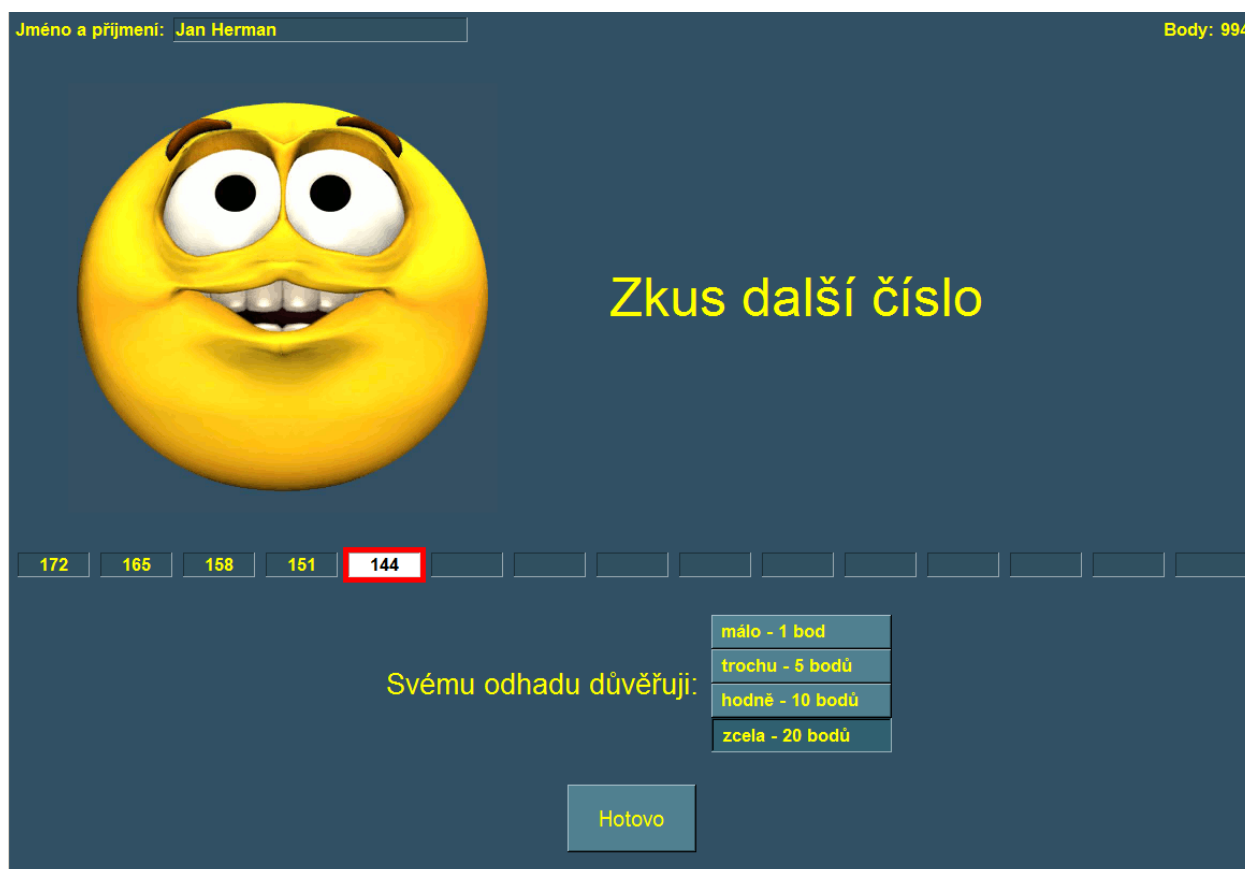 Jméno a příjmení: Jan Herman
Body: 994
Zkus další číslo
172 165 158 151 144
málo - 1 bod
trochu - 5 bodů
Svému odhadu důvěřuji:
hodně - 10 bodů
zcela - 20 bodů
Hotovo